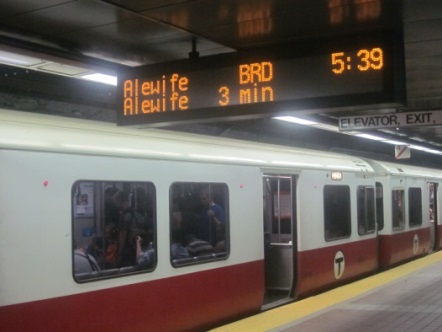 Alewife BRD 5:39
Alewife 3 min
ELEVATOR, EXIT,
T